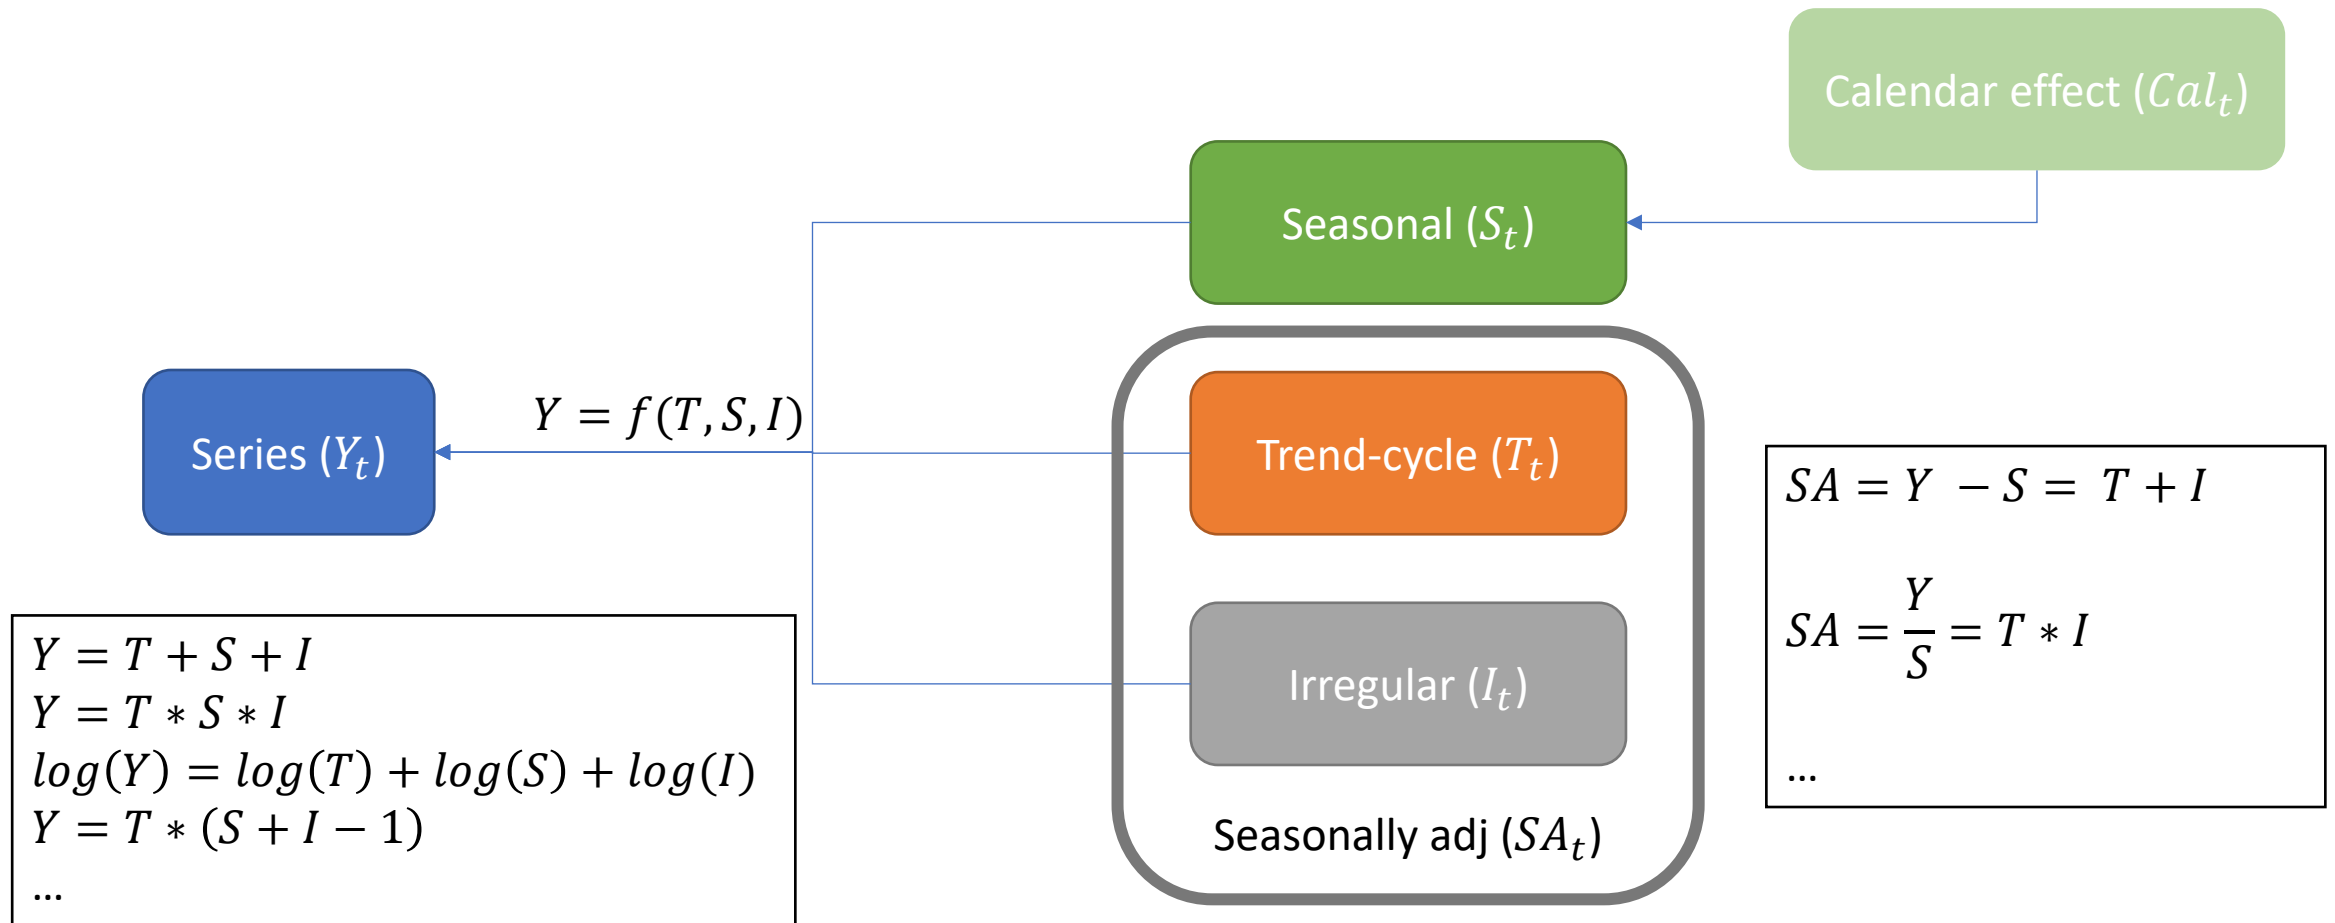 Calendar effect (Cal_t)
Seasonal (S_t)
Y = f(T, S, I)
Series (Y_t)
Trend-cycle (T_t)
Irregular (I_t)
Seasonally adj (SA_t)
SA = Y − S = T + I
SA = Y/S = T ∗ I
...
Y = T + S + I
Y = T ∗ S ∗ I
log(Y) = log(T) + log(S) + log(I)
Y = T ∗ (S + I − 1)
...